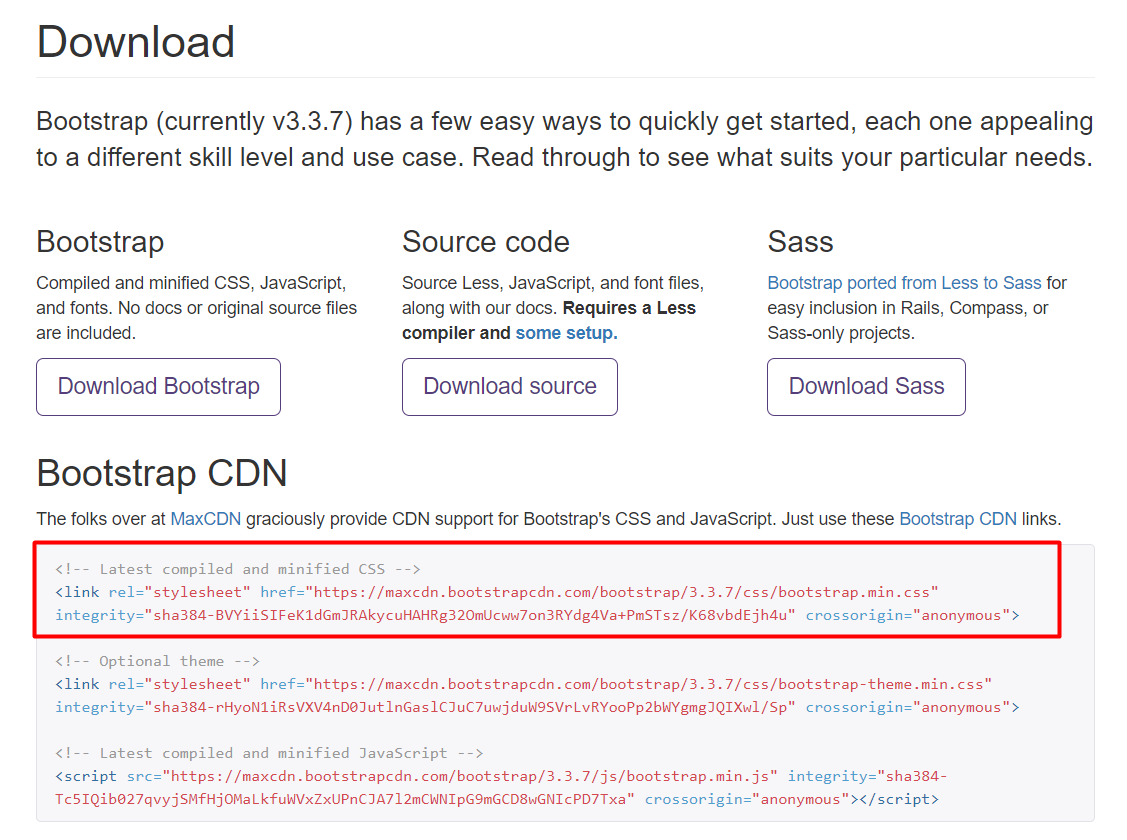 Download
Bootstrap (currently v3.3.7) has a few easy ways to quickly get started, each one appealing
to a different skill level and use case. Read through to see what suits your particular needs.
Bootstrap
Compiled and minified CSS, JavaScript,
and fonts. No docs or original source files
are included.
Download Bootstrap
Source code
Source Less, JavaScript, and font files,
along with our docs. Requires a Less
compiler and some setup.
Download source
Sass
Bootstrap ported from Less to Sass for
easy inclusion in Rails, Compass, or
Sass-only projects.
Download Sass
Bootstrap CDN
The folks over at MaxCDN graciously provide CDN support for Bootstrap's CSS and JavaScript. Just use these Bootstrap CDN links.
<!-- Latest compiled and minified CSS -->
<link rel="stylesheet" href="https://maxcdn.bootstrapcdn.com/bootstrap/3.3.7/css/bootstrap.min.css"
integrity="sha384-BVYiiSIFeK1dGmJRAkycuHAHRg32OmUcww7on3RYdg4Va+PmSTsz/K68vbdEjh4u" crossorigin="anonymous">
<!-- Optional theme -->
<link rel="stylesheet" href="https://maxcdn.bootstrapcdn.com/bootstrap/3.3.7/css/bootstrap-theme.min.css"
integrity="sha384-rHyoN1iRsVXV4nD0JutlnGaslCJuC7uwjduW9SVrLvRYooPp2bWYgmgJQIXwl/Sp" crossorigin="anonymous">
<!-- Latest compiled and minified JavaScript -->
<script src="https://maxcdn.bootstrapcdn.com/bootstrap/3.3.7/js/bootstrap.min.js" integrity="sha384-
Tc5IQib027qvyjSMfHjOMaLkfuWVxZxUPnCJA7l2mCWNIpG9mGCD8wGNIcPD7Txa" crossorigin="anonymous"></script>